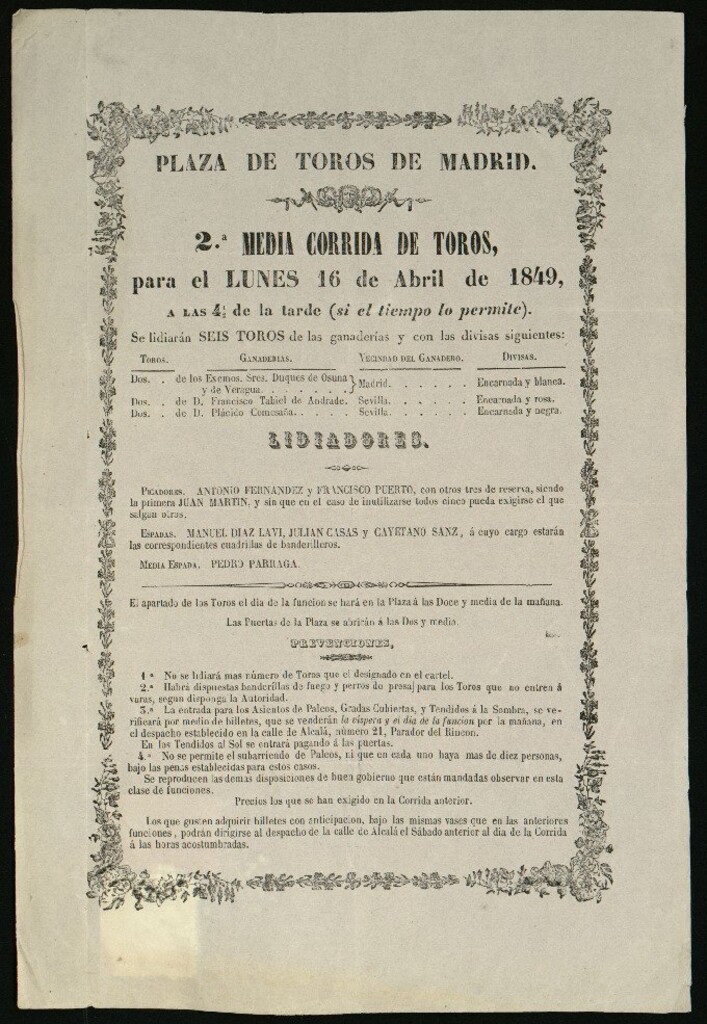 PLAZA DE TOROS DE MADRID.
2.ª MEDIA CORRIDA DE TOROS,
para el LUNES 16 de Abril de 1849,
A LAS 4½ de la tarde (si el tiempo lo permite).
Se lidiarán SEIS TOROS de las ganaderías y con las divisas siguientes:
TOROS. GANADERIAS. VECINDAD DEL GANADERO. DIVISAS.
Dos. . de los Excmos. Sres. Duques de Osuna
y de Veragua. . . . . . . . } Madrid. . . . . . Encarnada y blanca.
Dos. . de D. Francisco Taviel de Andrade. Sevilla. . . . . . Encarnada y rosa.
Dos. . de D. Plácido Comesaña. . . . . Sevilla. . . . . . Encarnada y negra.
LIDIADORES.
PICADORES. ANTONIO FERNANDEZ y FRANCISCO PUERTO, con otros tres de reserva, siendo
la primera JUAN MARTIN, y sin que en el caso de inutilizarse todos cinco pueda exigirse el que
salgan otros.
ESPADAS. MANUEL DIAZ LAVI, JULIAN CASAS y CAYETANO SANZ, á cuyo cargo estarán
las correspondientes cuadrillas de banderilleros.
MEDIA ESPADA. PEDRO PARRAGA.
El apartado de los Toros el dia de la funcion se hará en la Plaza á las Doce y media de la mañana.
Las Puertas de la Plaza se abrirán á las Dos y media.
PREVENCIONES,
1.ª No se lidiará mas número de Toros que el designado en el cartel.
2.ª Habrá dispuestas banderillas de fuego y perros de presa para los Toros que no entren á
varas, segun disponga la Autoridad.
3.ª La entrada para los Asientos de Palcos, Gradas Cubiertas, y Tendidos á la Sombra, se ve-
rificará por medio de billetes, que se venderán la víspera y el dia de la funcion por la mañana, en
el despacho establecido en la calle de Alcalá, número 21, Parador del Rincon.
En los Tendidos al Sol se entrará pagando á las puertas.
4.ª No se permite el subarriendo de Palcos, ni que en cada uno haya mas de diez personas,
bajo las penas establecidas para estos casos.
Se reproducen las demas disposiciones de buen gobierno que están mandadas observar en esta
clase de funciones.
Precios los que se han exigido en la Corrida anterior.
Los que gusten adquirir billetes con anticipacion, bajo las mismas vases que en las anteriores
funciones, podrán dirigirse al despacho de la calle de Alcalá el Sábado anterior al dia de la Corrida
á las horas acostumbradas.